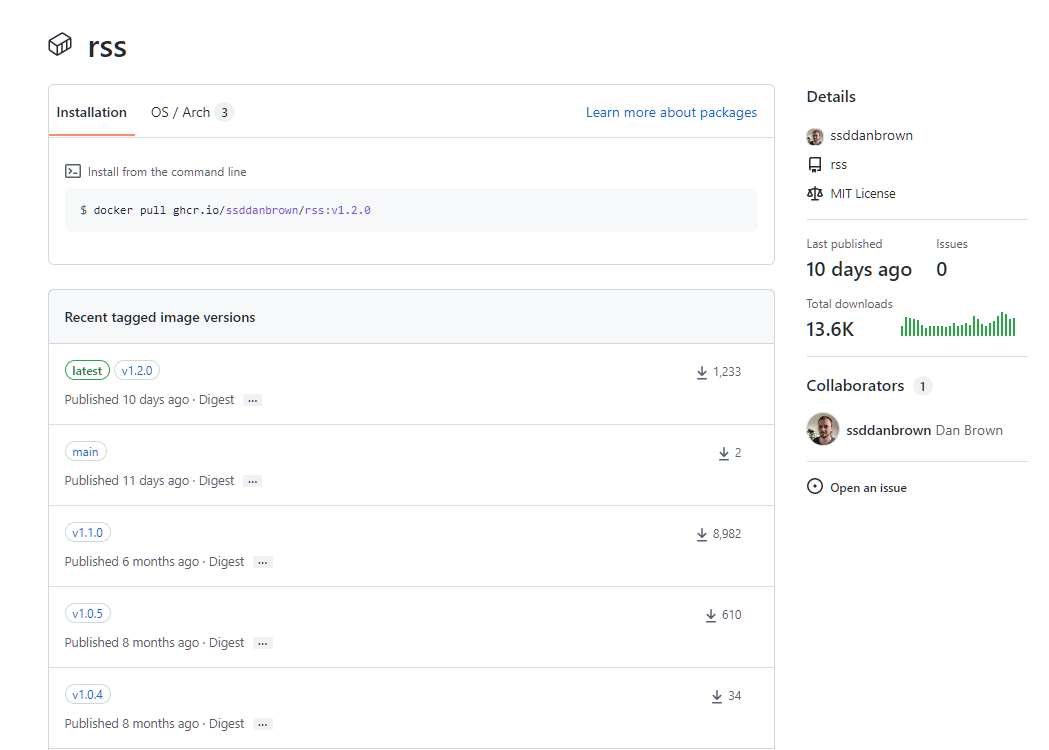 rss
Installation OS / Arch 3 Learn more about packages
Install from the command line
$ docker pull ghcr.io/ssddanbrown/rss:v1.2.0
Recent tagged image versions
latest v1.2.0 1,233
Published 10 days ago · Digest ...
main 2
Published 11 days ago · Digest ...
v1.1.0 8,982
Published 6 months ago · Digest ...
v1.0.5 610
Published 8 months ago · Digest ...
v1.0.4 34
Published 8 months ago · Digest ...
Details
ssddanbrown
rss
MIT License
Last published Issues
10 days ago 0
Total downloads
13.6K
Collaborators 1
ssddanbrown Dan Brown
Open an issue